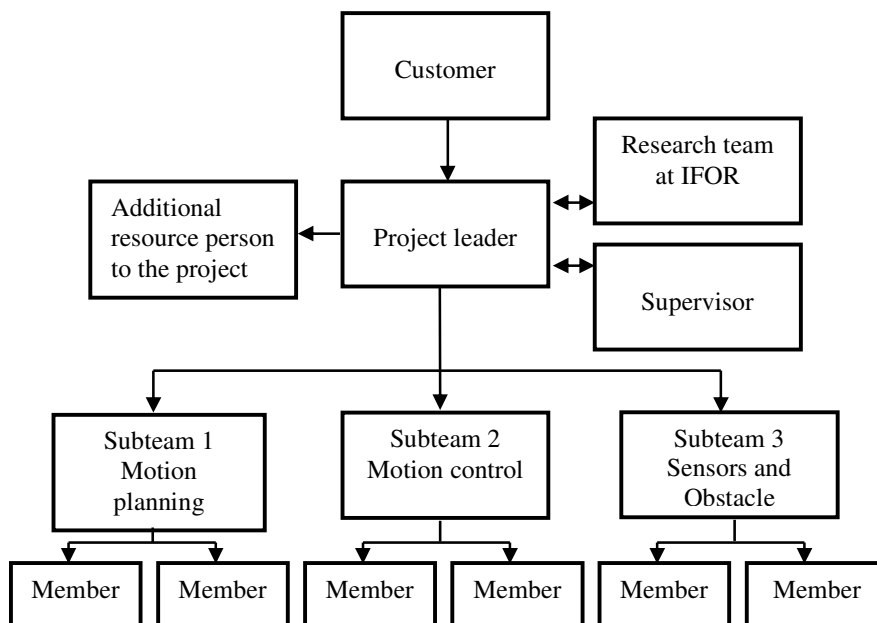 Customer
Research team
at IFOR
Additional
resource person
to the project
Project leader
Supervisor
Subteam 1
Motion
planning
Subteam 2
Motion control
Subteam 3
Sensors and
Obstacle
Member
Member
Member
Member
Member
Member